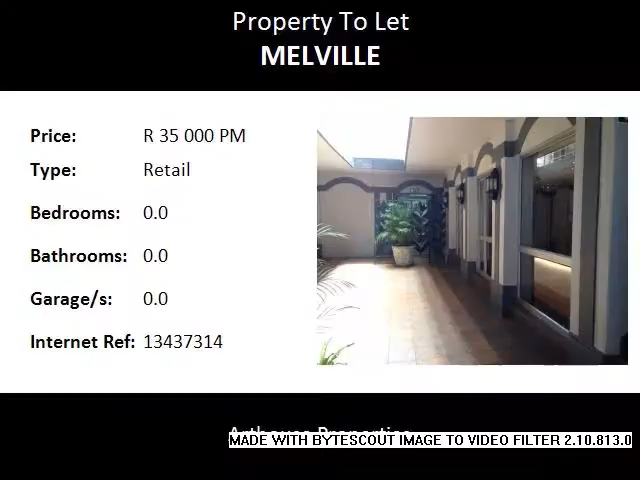 Property To Let
MELVILLE
Price: R 35 000 PM
Type: Retail
Bedrooms: 0.0
Bathrooms: 0.0
Garage/s: 0.0
Internet Ref: 13437314
MADE WITH BYTESCOUT IMAGE TO VIDEO FILTER 2.10.813.0